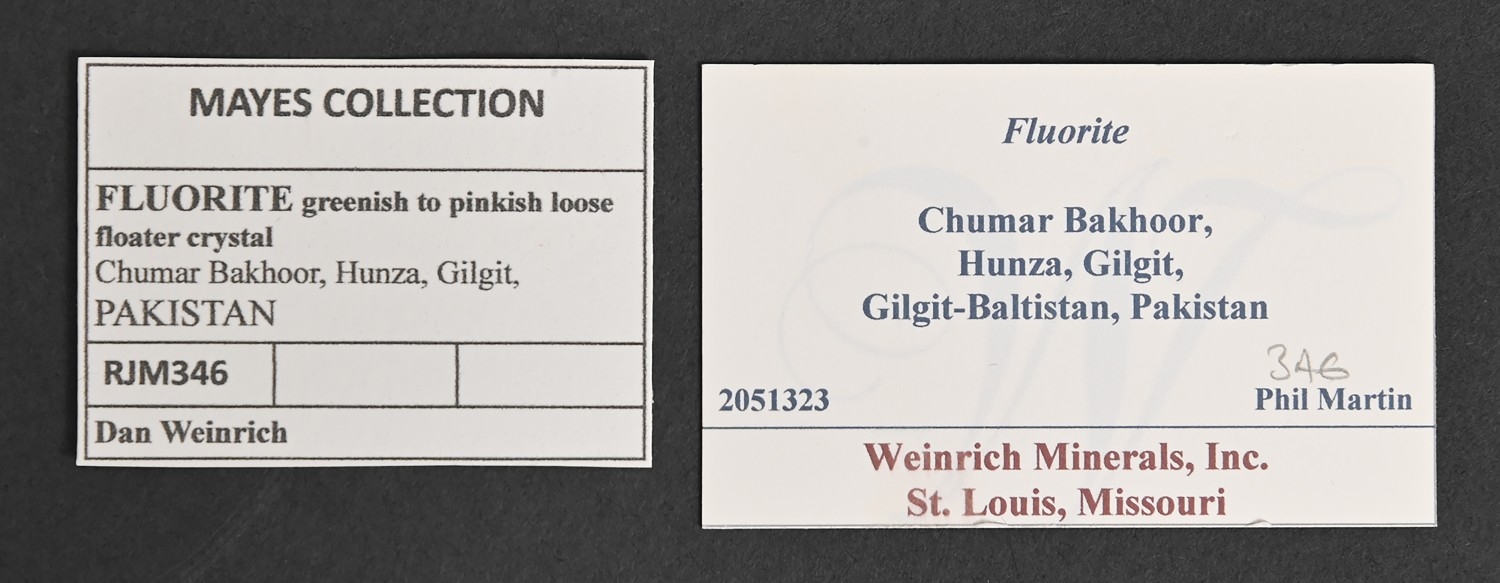 MAYES COLLECTION
FLUORITE greenish to pinkish loose
floater crystal
Chumar Bakhoor, Hunza, Gilgit,
PAKISTAN
RJM346
Dan Weinrich
Fluorite
Chumar Bakhoor,
Hunza, Gilgit,
Gilgit-Baltistan, Pakistan
346
2051323 Phil Martin
Weinrich Minerals, Inc.
St. Louis, Missouri